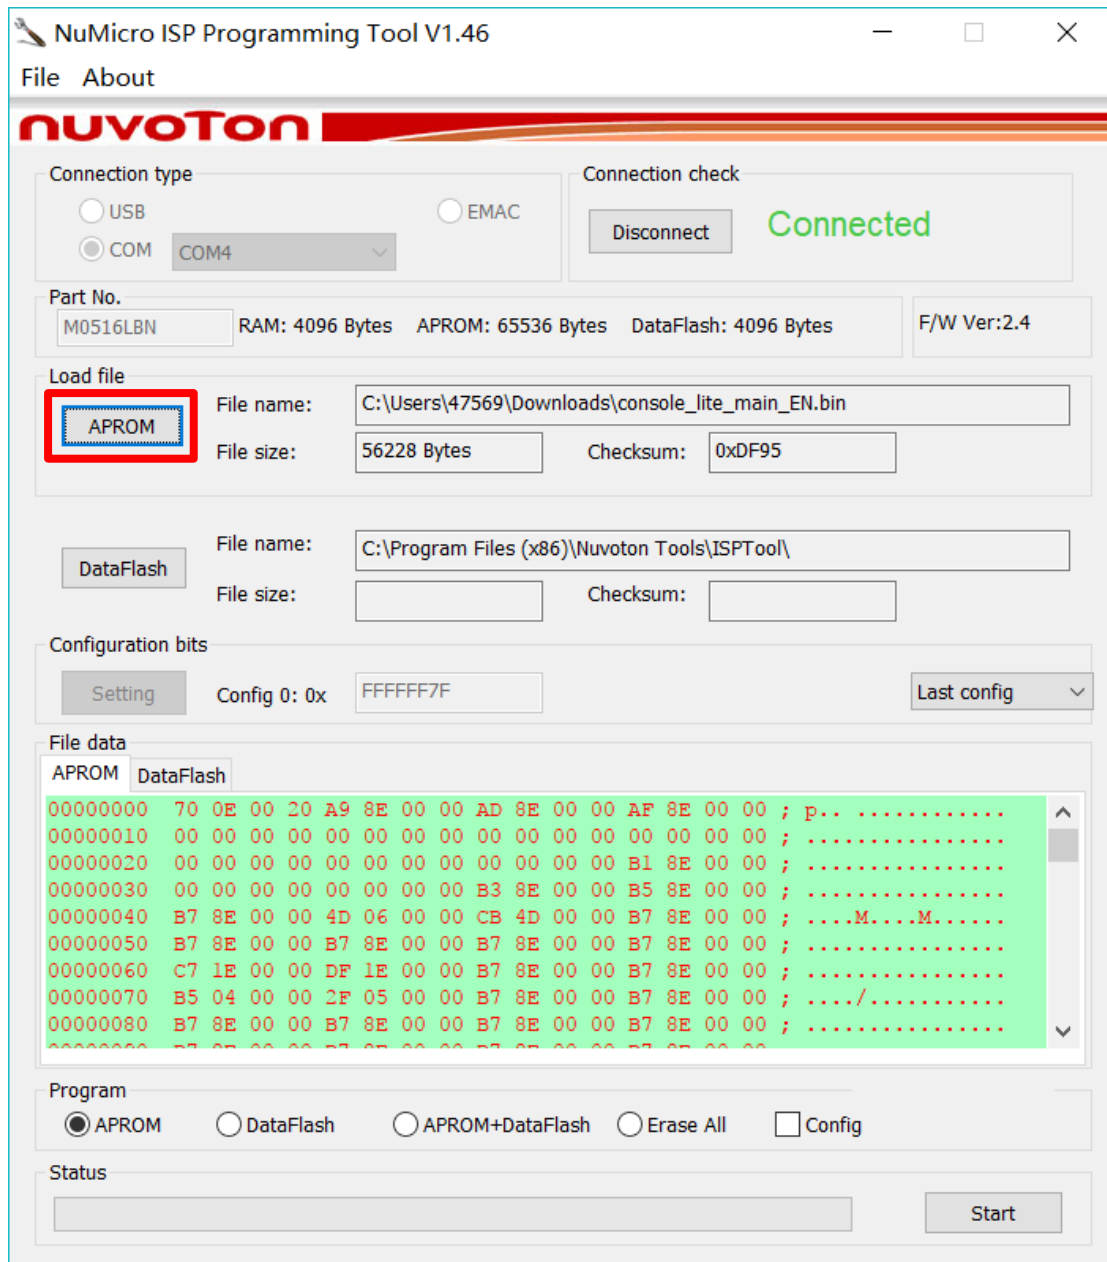 NuMicro ISP Programming Tool V1.46
File About
nuvoTon
Connection type
USB
EMAC
COM
COM4
Connection check
Disconnect
Connected
Part No.
M0516LBN
RAM: 4096 Bytes APROM: 65536 Bytes DataFlash: 4096 Bytes
F/W Ver:2.4
Load file
APROM
File name:
C:\Users\47569\Downloads\console_lite_main_EN.bin
File size:
56228 Bytes
Checksum:
0xDF95
DataFlash
File name:
C:\Program Files (x86)\Nuvoton Tools\ISPTool\
File size:
Checksum:
Configuration bits
Setting
Config 0: 0x
FFFFFF7F
Last config
File data
APROM DataFlash
00000000 70 0E 00 20 A9 8E 00 00 AD 8E 00 00 AF 8E 00 00 ; p.. ............
00000010 00 00 00 00 00 00 00 00 00 00 00 00 00 00 00 00 ; ................
00000020 00 00 00 00 00 00 00 00 00 00 00 00 B1 8E 00 00 ; ................
00000030 00 00 00 00 00 00 00 00 B3 8E 00 00 B5 8E 00 00 ; ................
00000040 B7 8E 00 00 4D 06 00 00 CB 4D 00 00 B7 8E 00 00 ; ....M....M......
00000050 B7 8E 00 00 B7 8E 00 00 B7 8E 00 00 B7 8E 00 00 ; ................
00000060 C7 1E 00 00 DF 1E 00 00 B7 8E 00 00 B7 8E 00 00 ; ................
00000070 B5 04 00 00 2F 05 00 00 B7 8E 00 00 B7 8E 00 00 ; ..../...........
00000080 B7 8E 00 00 B7 8E 00 00 B7 8E 00 00 B7 8E 00 00 ; ................
Program
APROM DataFlash APROM+DataFlash Erase All Config
Status
Start